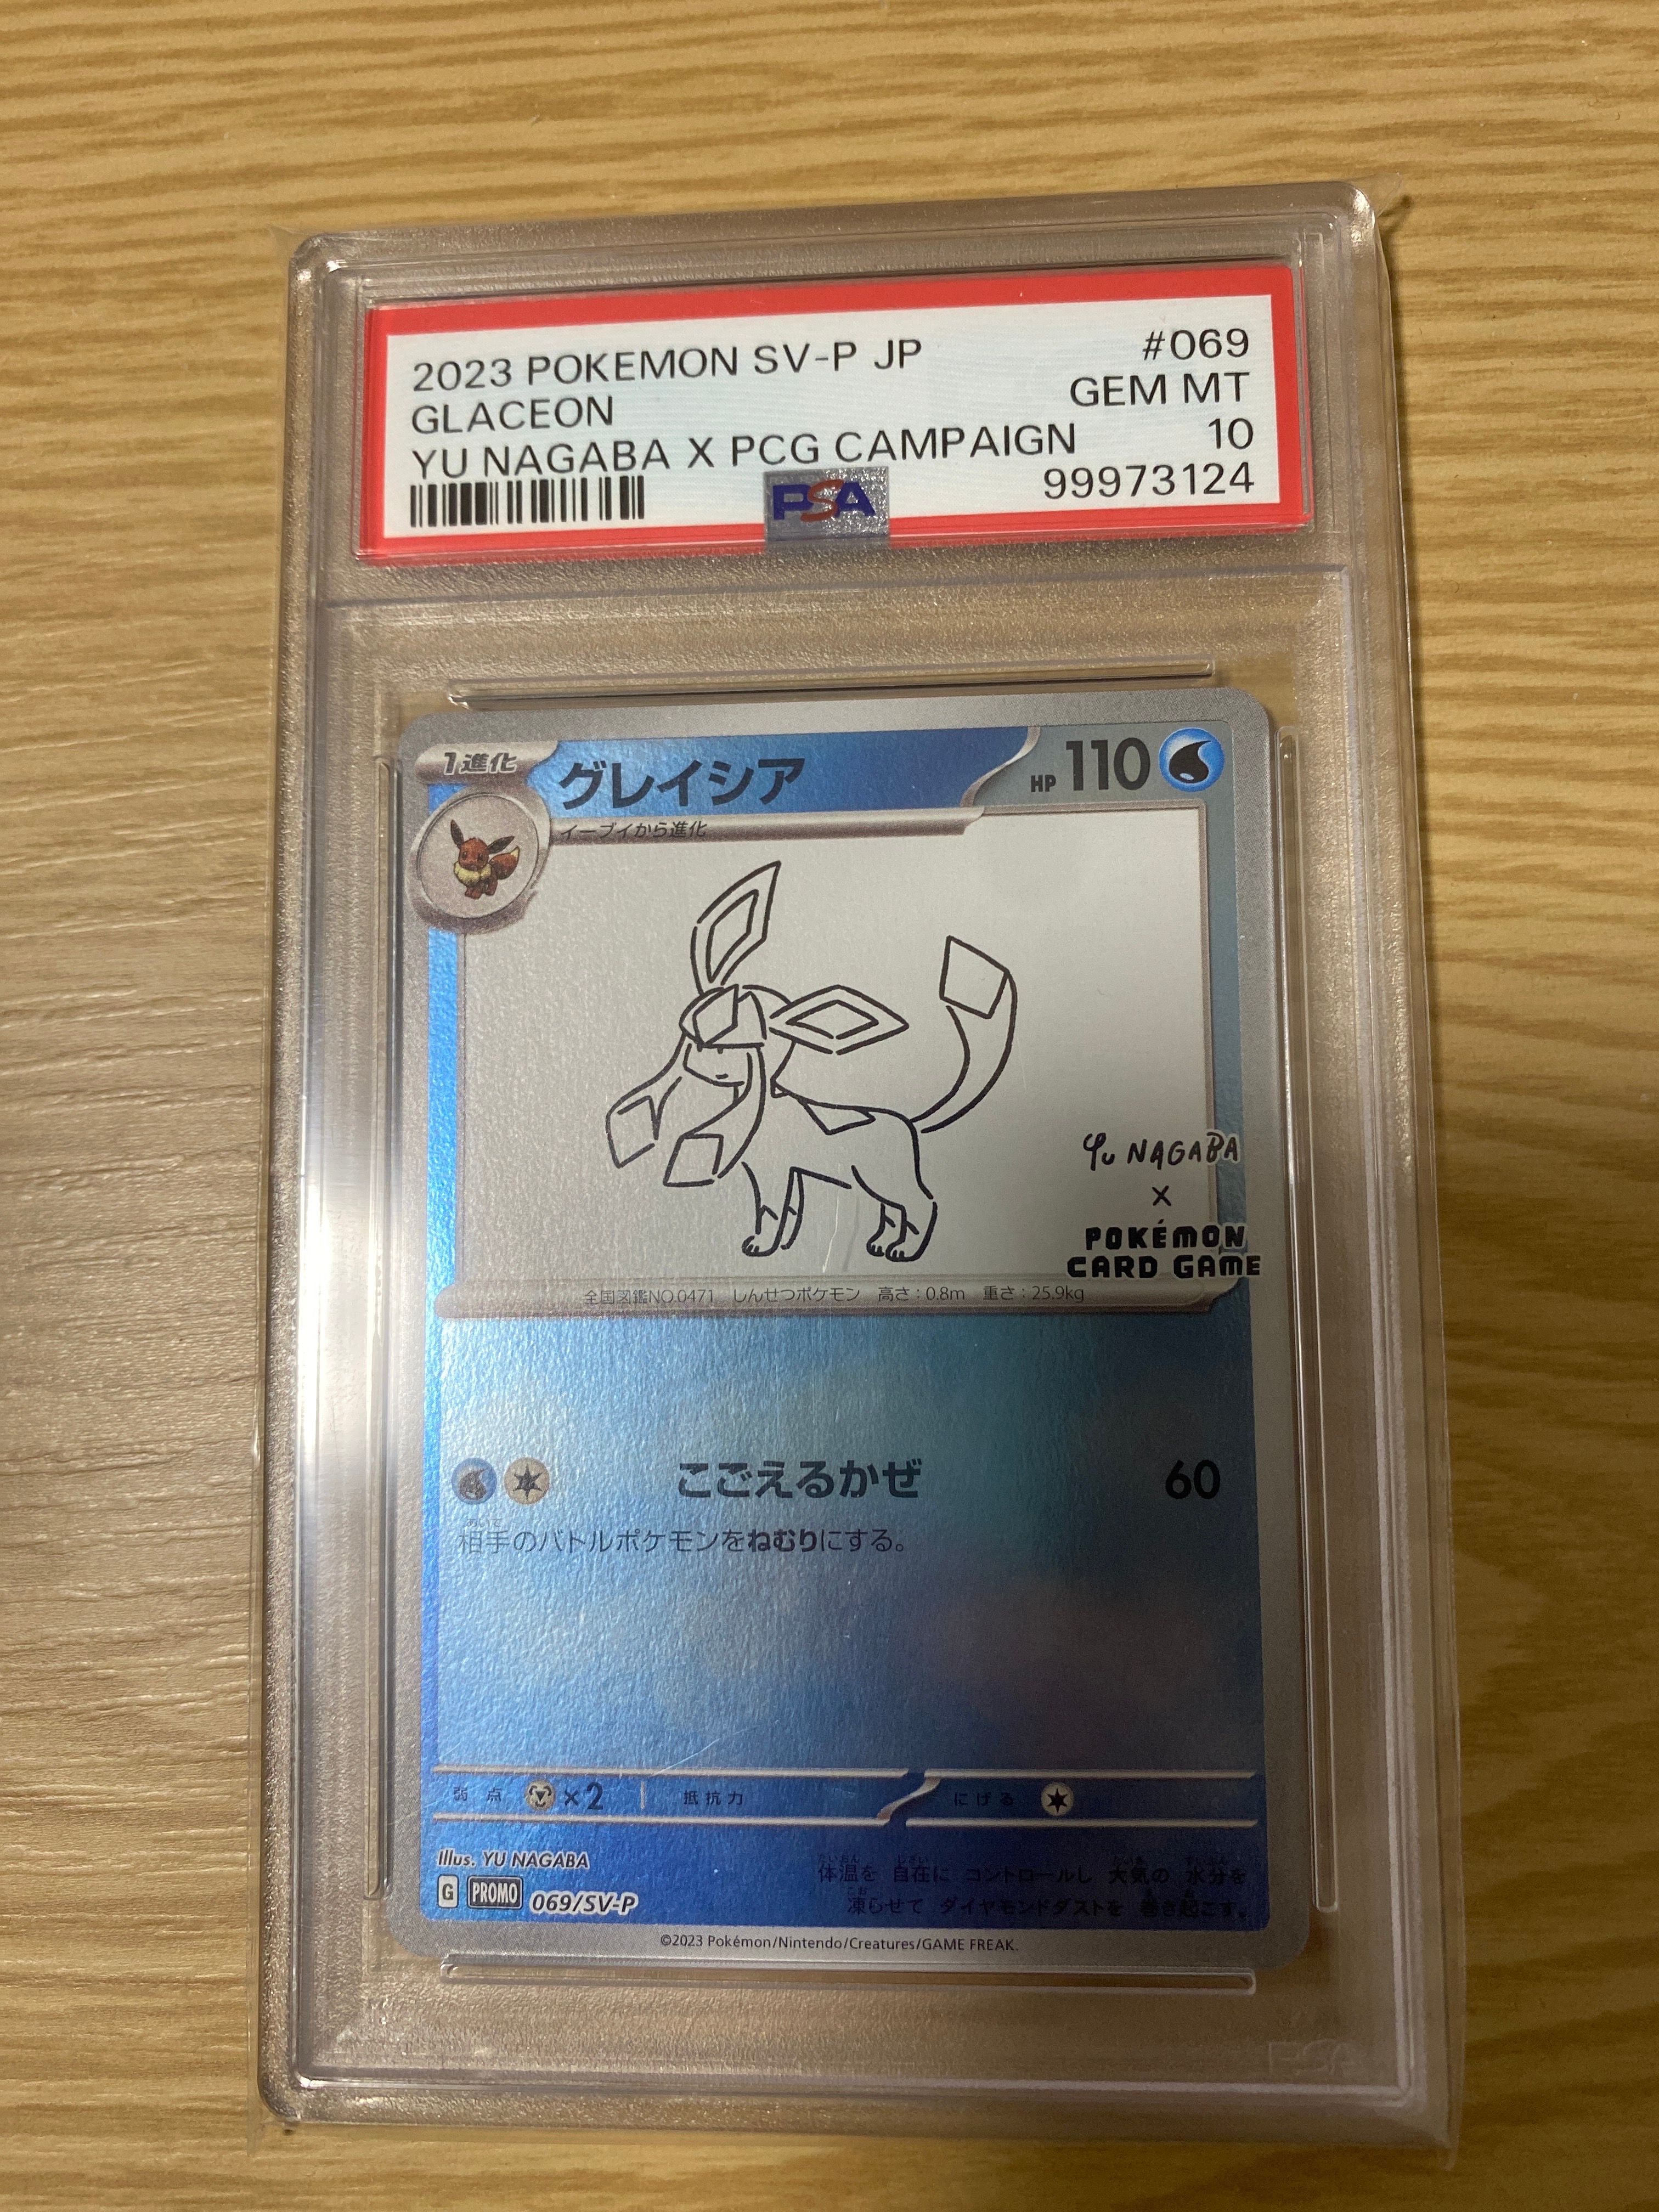 2023 POKEMON SV-P JP #069
GLACEON GEM MT
YU NAGABA X PCG CAMPAIGN 10
PSA 99973124
1進化 グレイシア HP 110
イーブイから進化
Yu NAGABA
X
POKÉMON
CARD GAME
全国図鑑NO.0471 しんせつポケモン 高さ:0.8m 重さ:25.9kg
こごえるかぜ 60
相手のバトルポケモンをねむりにする。
弱点 ×2 抵抗力 にげる
Illus. YU NAGABA
G PROMO 069/SV-P
体温を 自在に コントロールし 大気の 水分を
凍らせて ダイヤモンドダストを 巻き起こす。
©2023 Pokémon/Nintendo/Creatures/GAME FREAK.
PSA